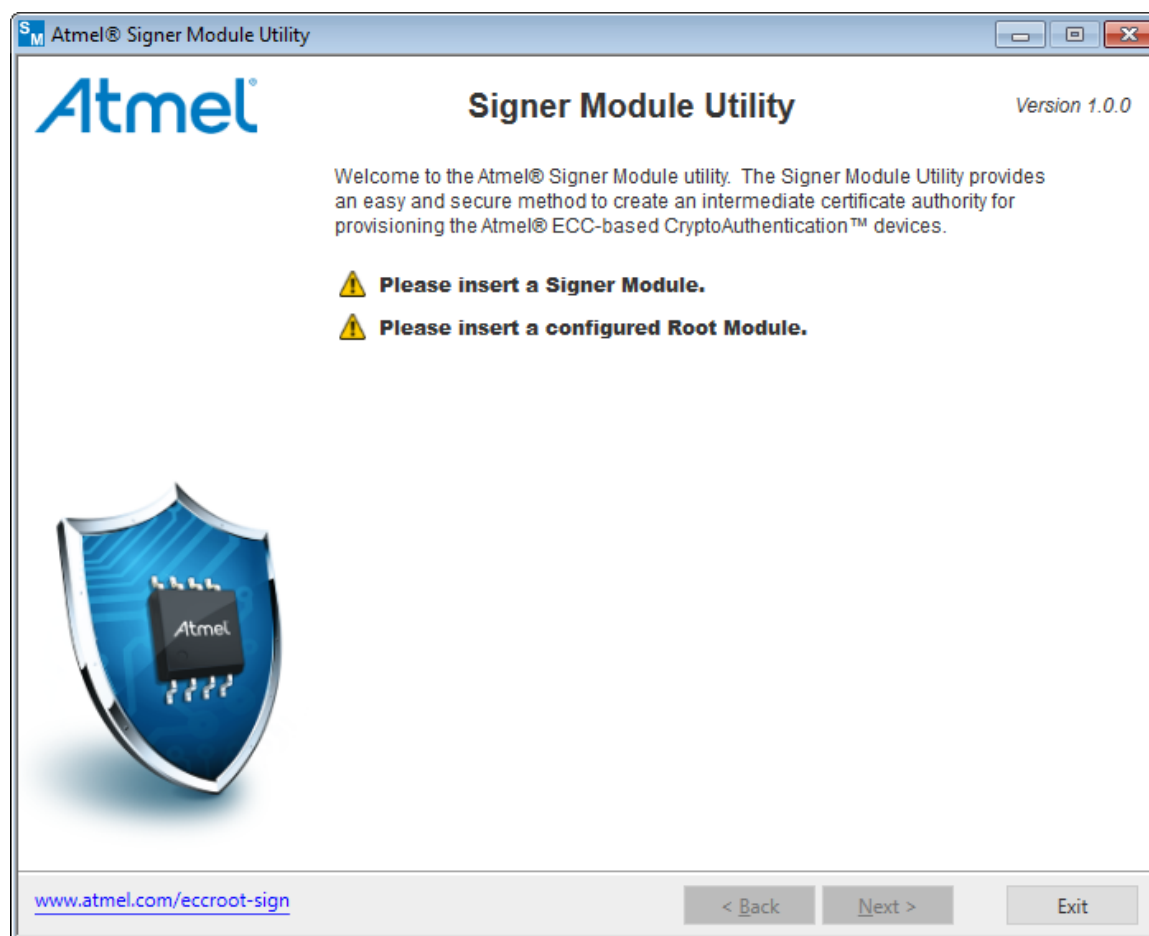 SM Atmel® Signer Module Utility
Atmel®
Signer Module Utility
Version 1.0.0
Welcome to the Atmel® Signer Module utility. The Signer Module Utility provides
an easy and secure method to create an intermediate certificate authority for
provisioning the Atmel® ECC-based CryptoAuthentication™ devices.
Please insert a Signer Module.
Please insert a configured Root Module.
Atmel
www.atmel.com/eccroot-sign
< Back
Next >
Exit